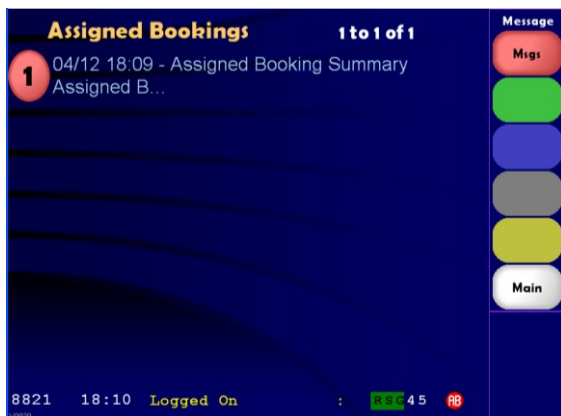 Assigned Bookings 1 to 1 of 1
1 04/12 18:09 - Assigned Booking Summary
Assigned B...
Message
Msgs
Main
8821 18:10 Logged On : RSG45 AB